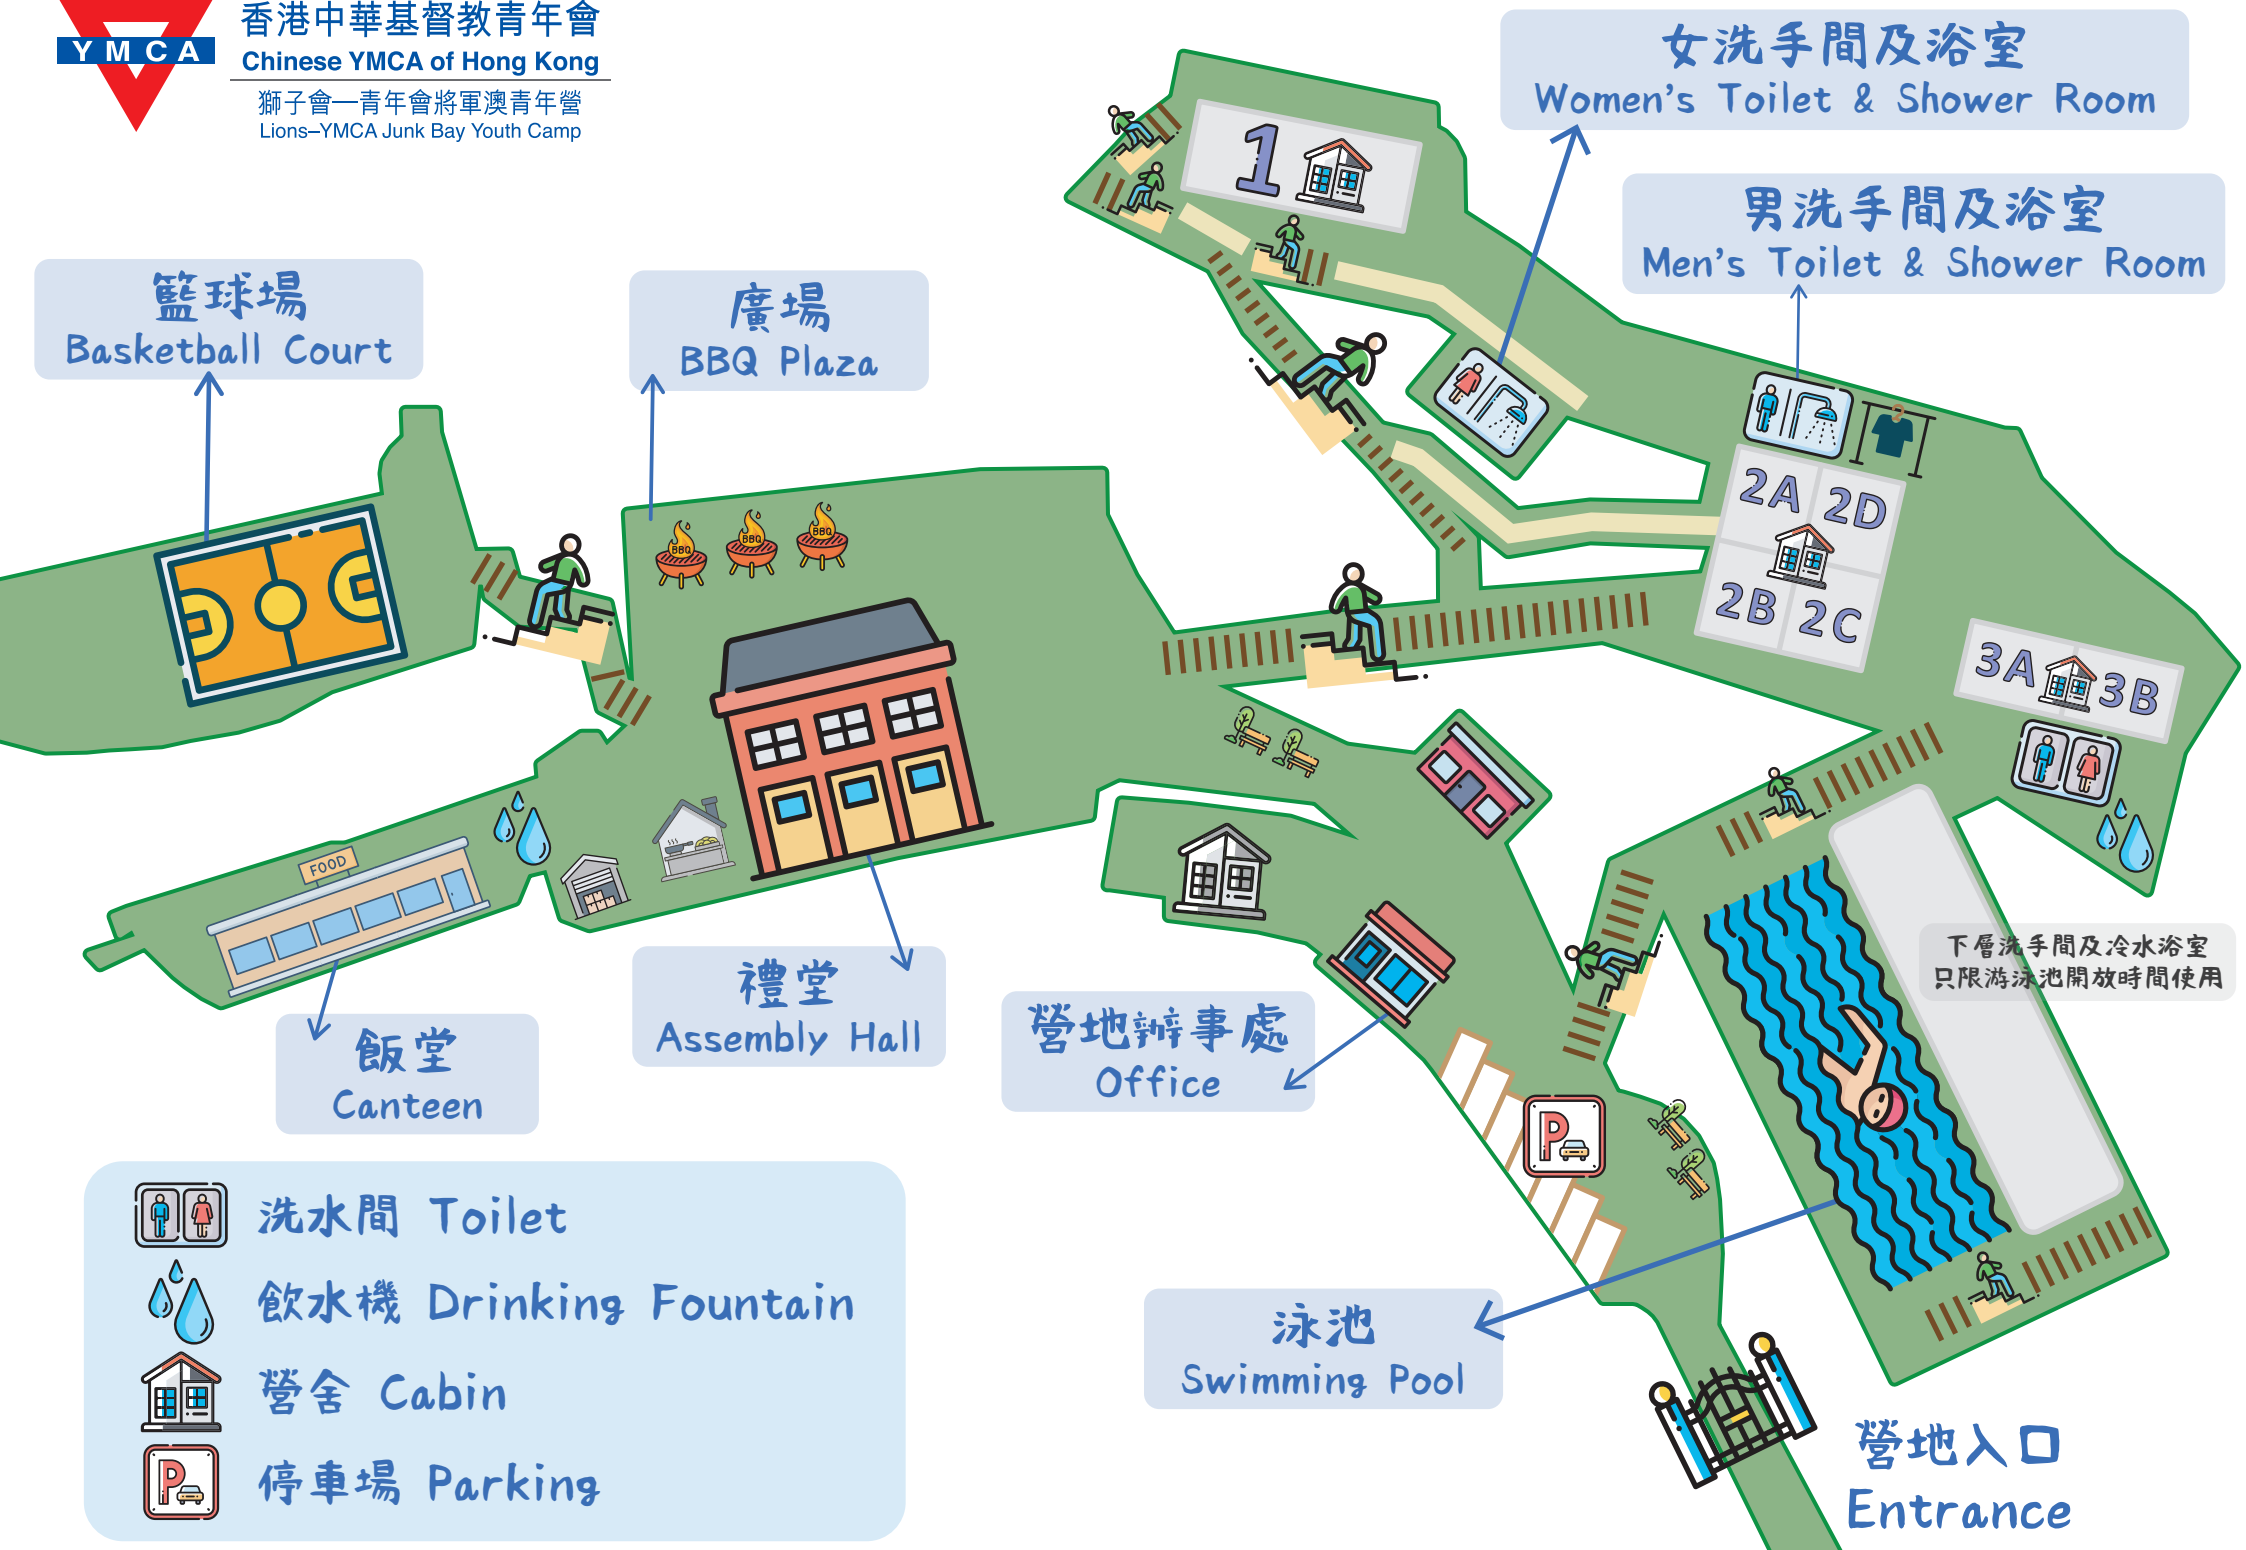 YMCA
香港中華基督教青年會
Chinese YMCA of Hong Kong
獅子會—青年會將軍澳青年營
Lions–YMCA Junk Bay Youth Camp
女洗手間及浴室
Women's Toilet & Shower Room
男洗手間及浴室
Men's Toilet & Shower Room
籃球場
Basketball Court
廣場
BBQ Plaza
1
2A 2D
2B 2C
3A 3B
BBQ BBQ BBQ
FOOD
下層洗手間及冷水浴室
只限游泳池開放時間使用
禮堂
Assembly Hall
營地辦事處
Office
飯堂
Canteen
P
泳池
Swimming Pool
營地入口
Entrance
洗水間 Toilet
飲水機 Drinking Fountain
營舍 Cabin
P
停車場 Parking